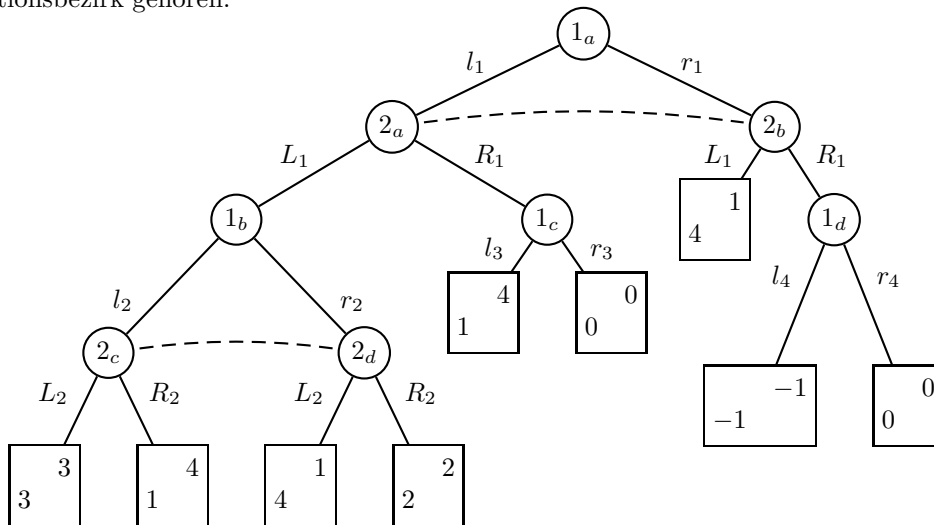 tionsbezirk gehören.
1a
l1 r1
2a 2b
L1 R1 L1 R1
1b 1c 1 4 1d
l2 r2 l3 r3 l4 r4
4 1 0 0
2c 2d
L2 R2 L2 R2
−1 −1 0 0
3 3 4 1 1 4 2 2